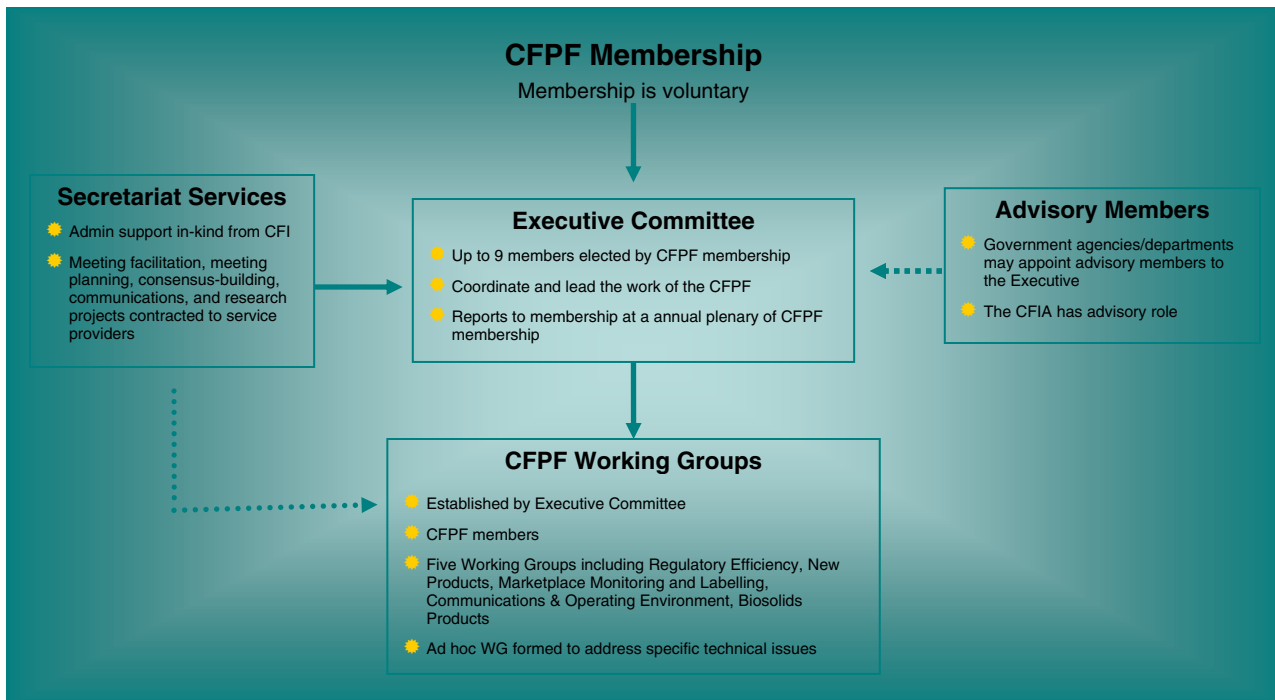 CFPF Membership
Membership is voluntary
Secretariat Services
Admin support in-kind from CFI
Meeting facilitation, meeting
planning, consensus-building,
communications, and research
projects contracted to service
providers
Executive Committee
Up to 9 members elected by CFPF membership
Coordinate and lead the work of the CFPF
Reports to membership at a annual plenary of CFPF
membership
Advisory Members
Government agencies/departments
may appoint advisory members to
the Executive
The CFIA has advisory role
CFPF Working Groups
Established by Executive Committee
CFPF members
Five Working Groups including Regulatory Efficiency, New
Products, Marketplace Monitoring and Labelling,
Communications & Operating Environment, Biosolids
Products
Ad hoc WG formed to address specific technical issues